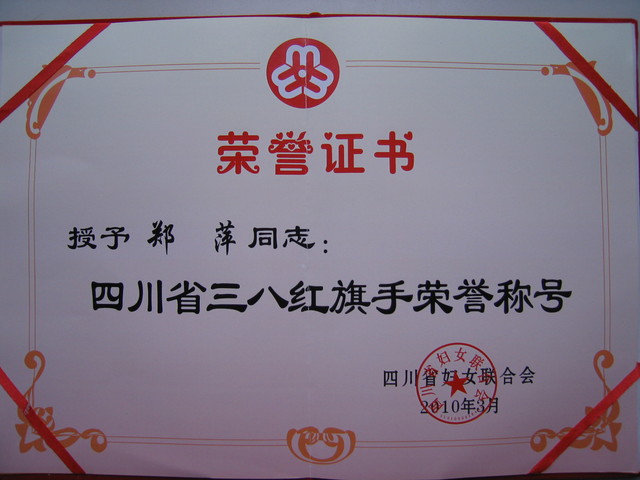 荣誉证书
授予 郑 萍 同志：
四川省三八红旗手荣誉称号
四川省妇女联合会
2010年3月